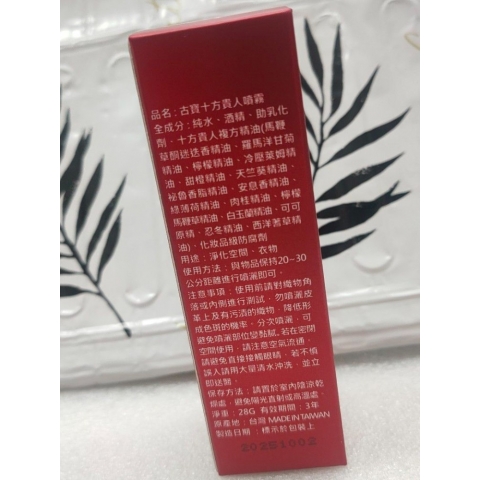 品名：古寶十方貴人噴霧
全成分：純水、酒精、助乳化
劑、十方貴人複方精油(馬鞭
草酮迷迭香精油、羅馬洋甘菊
精油、檸檬精油、冷壓萊姆精
油、甜橙精油、天竺葵精油、
祕魯香脂精油、安息香精油、
綠薄荷精油、肉桂精油、檸檬
馬鞭草精油、白玉蘭精油、可可
原精、忍冬精油、西洋蓍草精
油)、化妝品級防腐劑
用途：淨化空間、衣物
使用方法：與物品保持20-30
公分距離進行噴灑即可。
注意事項：使用前請對織物角
落或內側進行測試，勿噴灑皮
革上及有污漬的織物，降低形
成色斑的機率，分次噴灑，可
避免噴灑部位變黏膩。若在密閉
空間使用，請注意空氣流通，
請避免直接接觸眼睛。若不慎
誤入請用大量清水沖洗，並立
即送醫。
保存方法：請置於室內陰涼乾
燥處，避免陽光直射或高溫處。
淨重：28G 有效期間：3年
原產地：台灣 MADE IN TAIWAN
製造日期：標示於包裝上
20251002